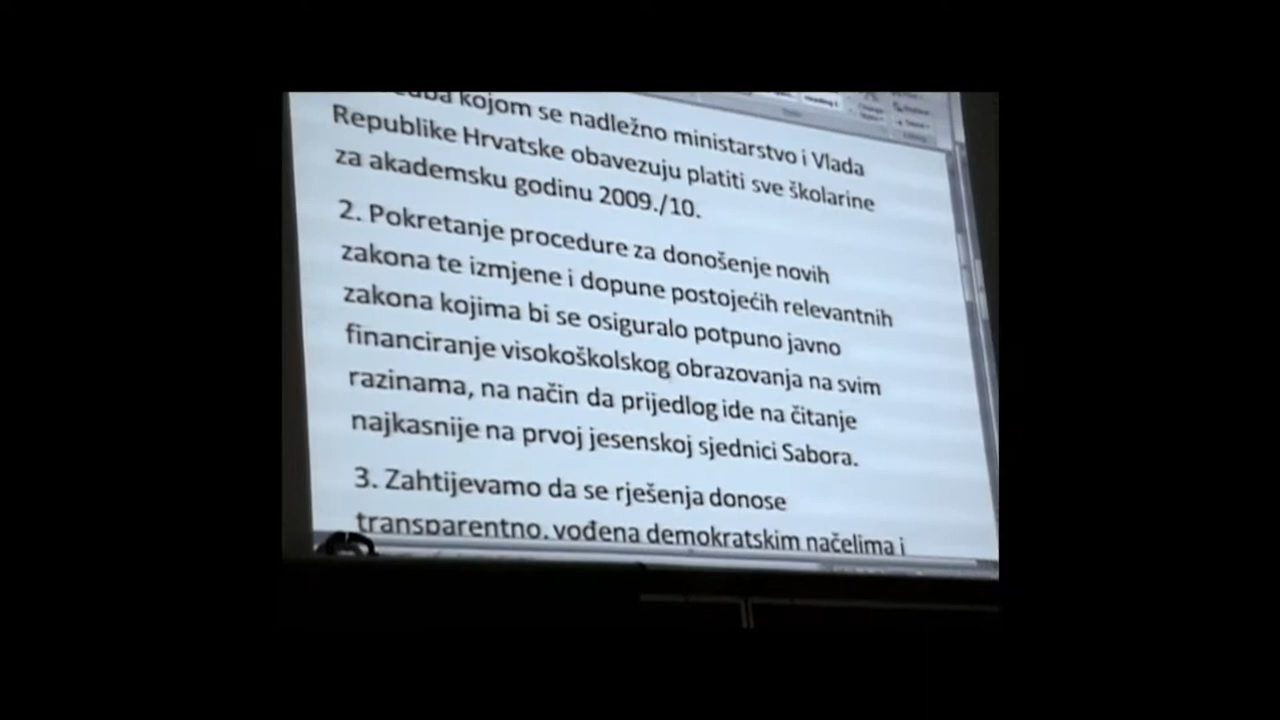 kojom se nadležno ministarstvo i Vlada
Republike Hrvatske obavezuju platiti sve školarine
za akademsku godinu 2009./10.
2. Pokretanje procedure za donošenje novih
zakona te izmjene i dopune postojećih relevantnih
zakona kojima bi se osiguralo potpuno javno
financiranje visokoškolskog obrazovanja na svim
razinama, na način da prijedlog ide na čitanje
najkasnije na prvoj jesenskoj sjednici Sabora.
3. Zahtijevamo da se rješenja donose
transparentno, vođena demokratskim načelima i